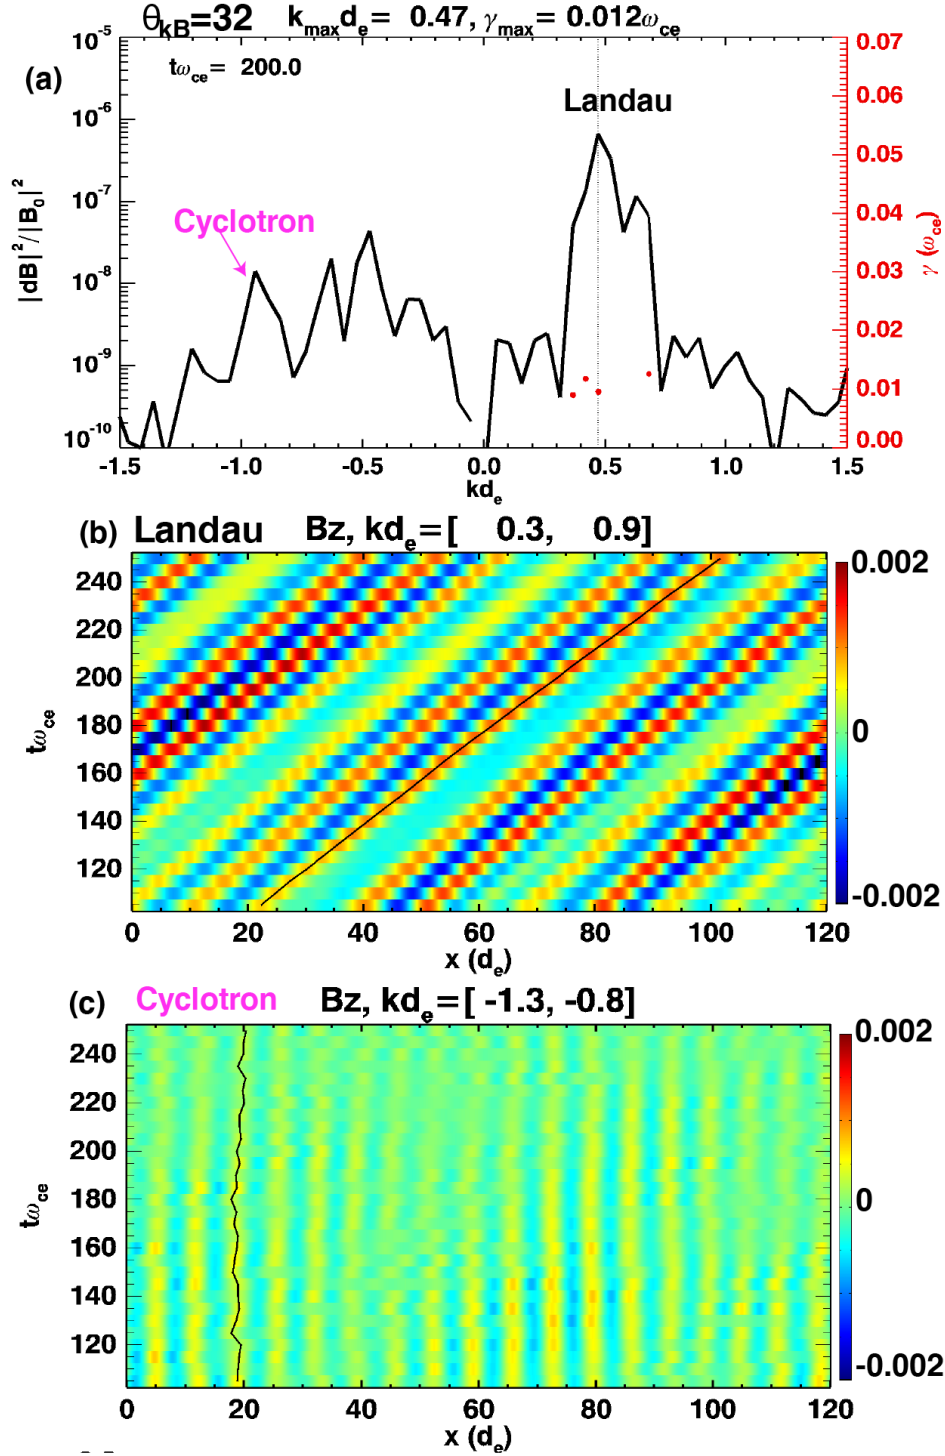 θkB=32 kmaxde= 0.47, γmax= 0.012ωce
(a)
tωce= 200.0
Landau
Cyclotron
|dB|²/|B0|²
10-5
10-6
10-7
10-8
10-9
10-10
0.07
0.06
0.05
0.04
0.03
0.02
0.01
0.00
γ (ωce)
-1.5 -1.0 -0.5 0.0 0.5 1.0 1.5
kde
(b) Landau Bz, kde=[ 0.3, 0.9]
tωce
240
220
200
180
160
140
120
0 20 40 60 80 100 120
x (de)
0.002
0
-0.002
(c) Cyclotron Bz, kde=[ -1.3, -0.8]
tωce
240
220
200
180
160
140
120
0 20 40 60 80 100 120
x (de)
0.002
0
-0.002